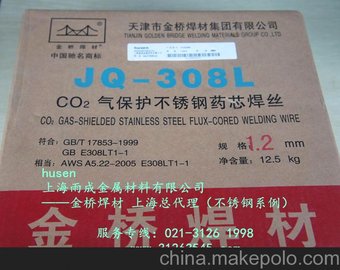 金桥焊材
中国驰名商标
天津市金桥焊材集团有限公司
TIANJIN GOLDEN BRIDGE WELDING MATERIALS GROUP CO.,LTD
JQ-308L
CO₂ 气保护不锈钢药芯焊丝
CO₂ GAS-SHIELDED STAINLESS STEEL FLUX-CORED WELDING WIRE
符合: GB/T 17853-1999
GB E308LT1-1
相当: AWS A5.22-2005 E308LT1-1
规格 1.2 mm
12.5 kg
husen
上海雨成金属材料有限公司
——金桥焊材 上海总代理（不锈钢系例）
服务专线: 021-3126 1998
金桥焊材
www.china.makepolo.com